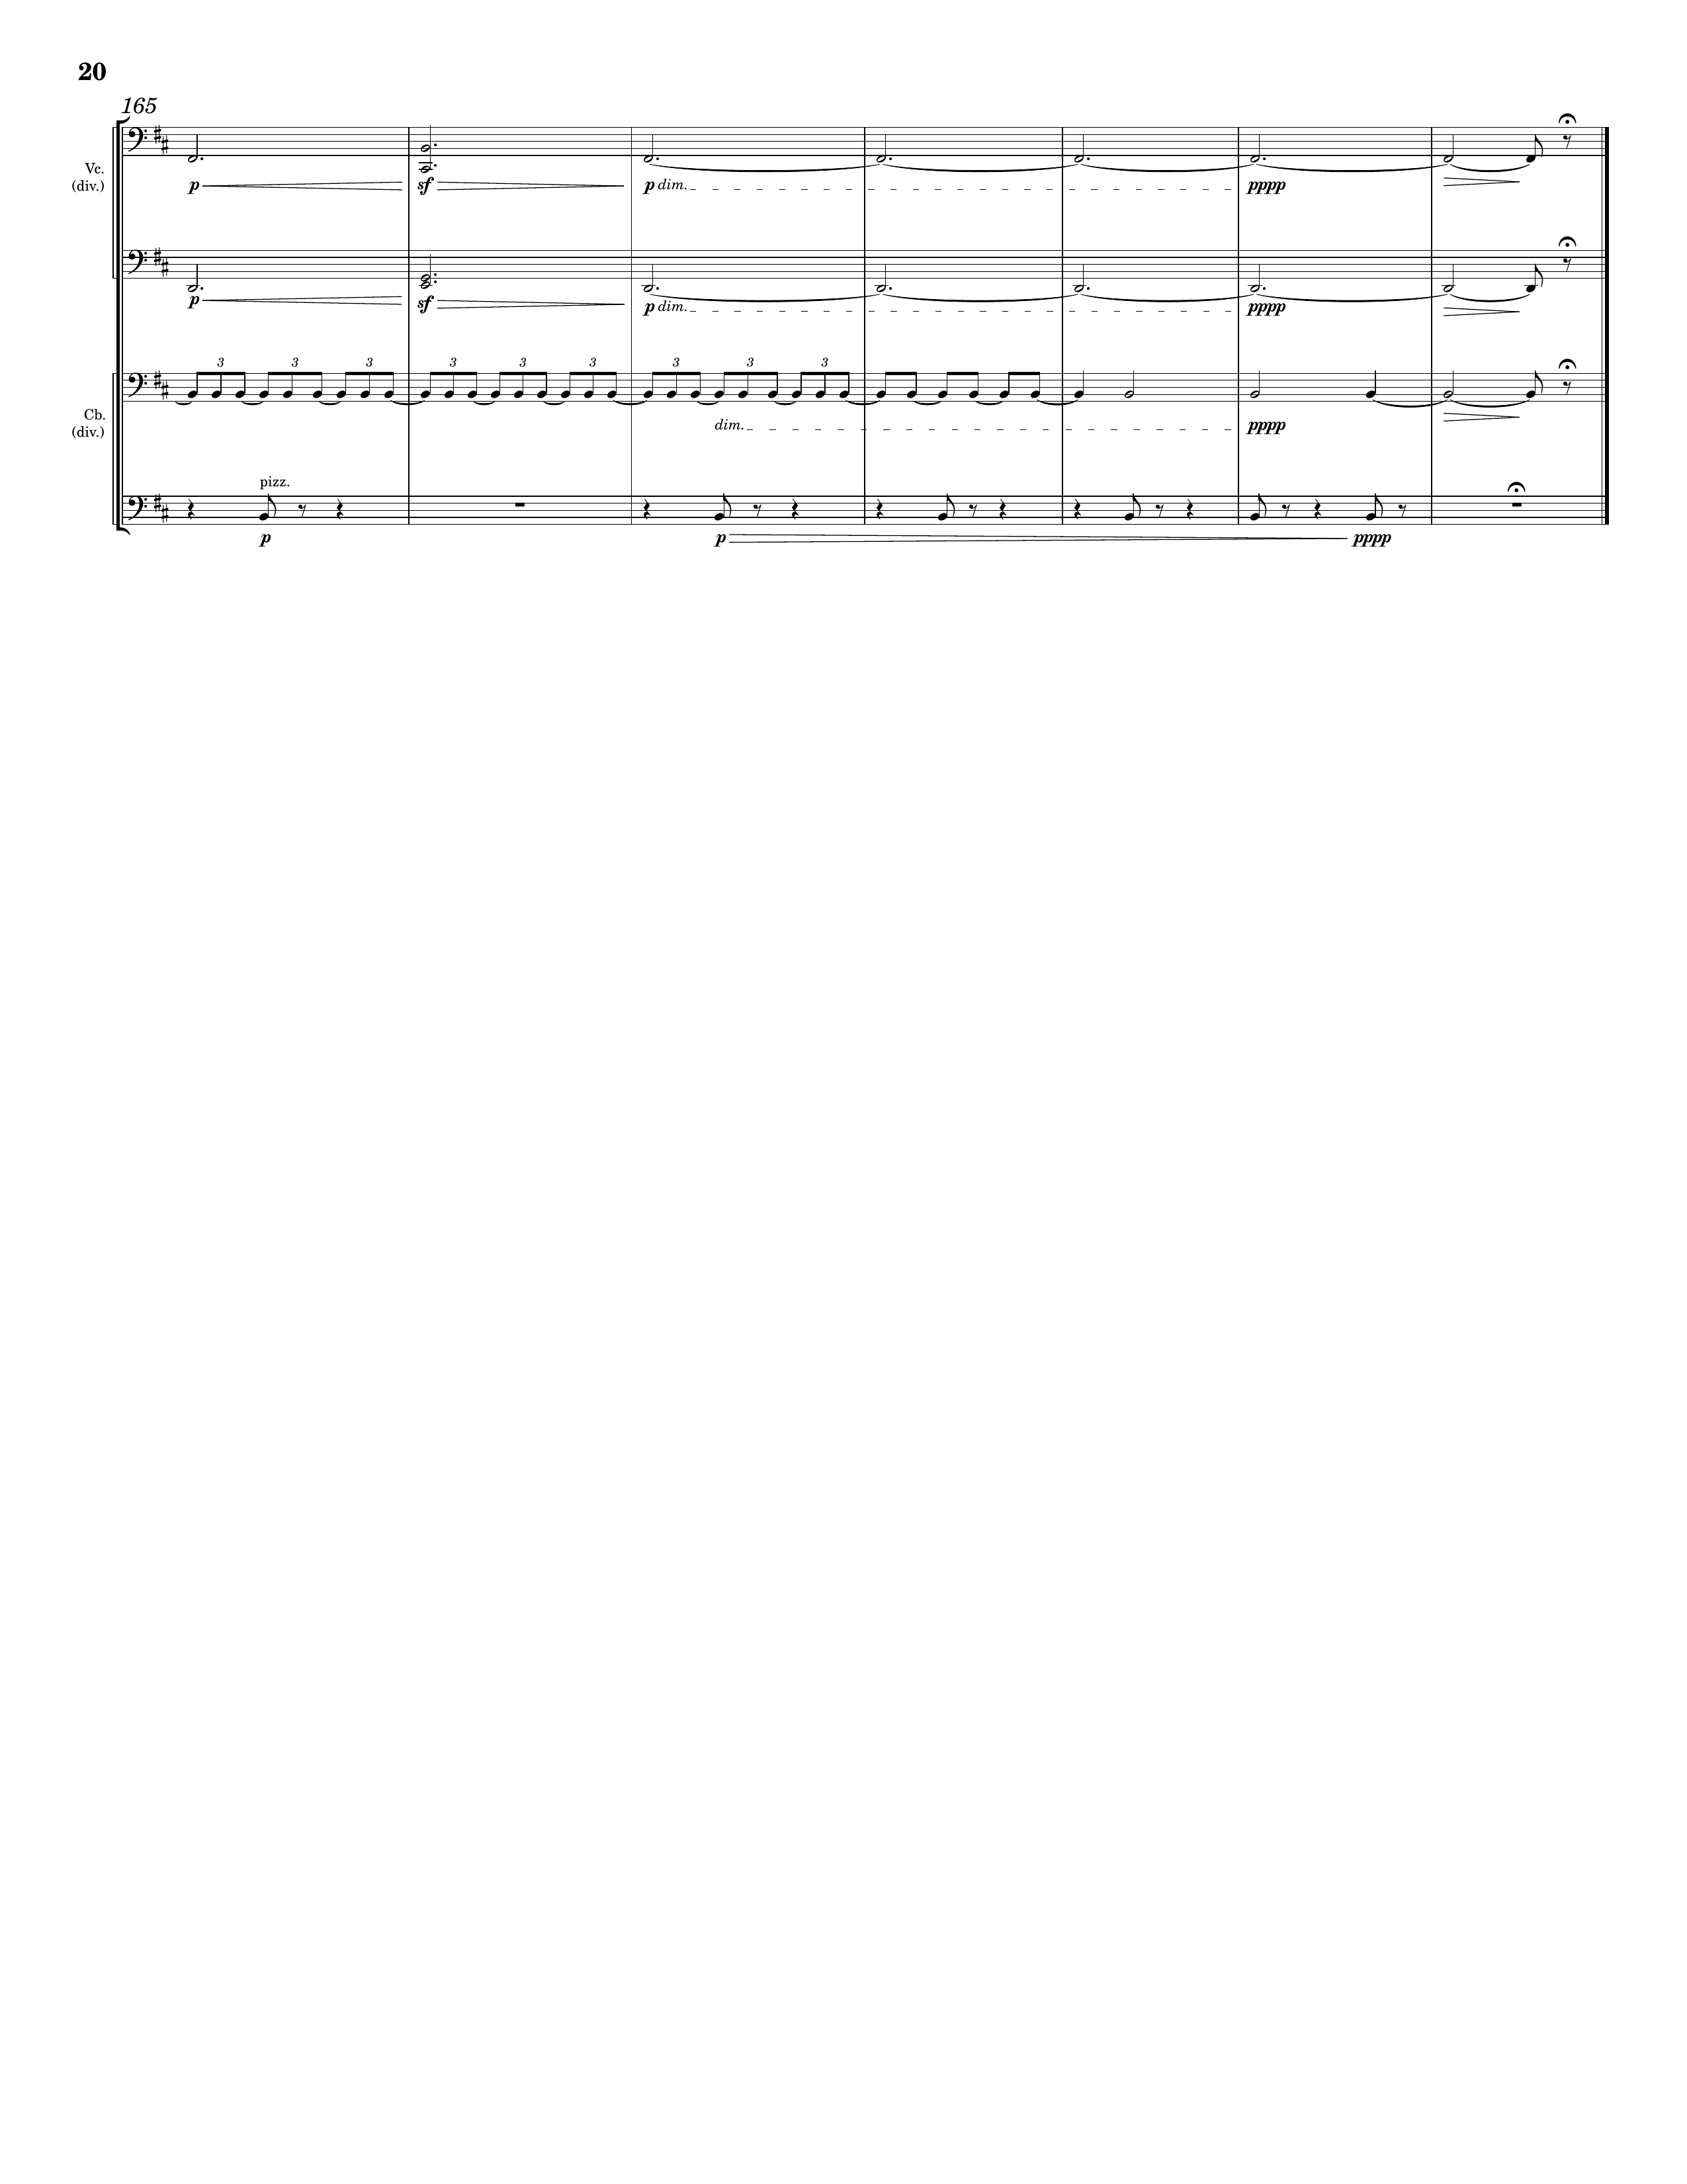 20
165
Vc.
(div.)
p sf p dim. pppp
p sf p dim. pppp
3 3 3 3 3 3 3 3 3
Cb.
(div.)
dim. pppp
pizz.
p p pppp